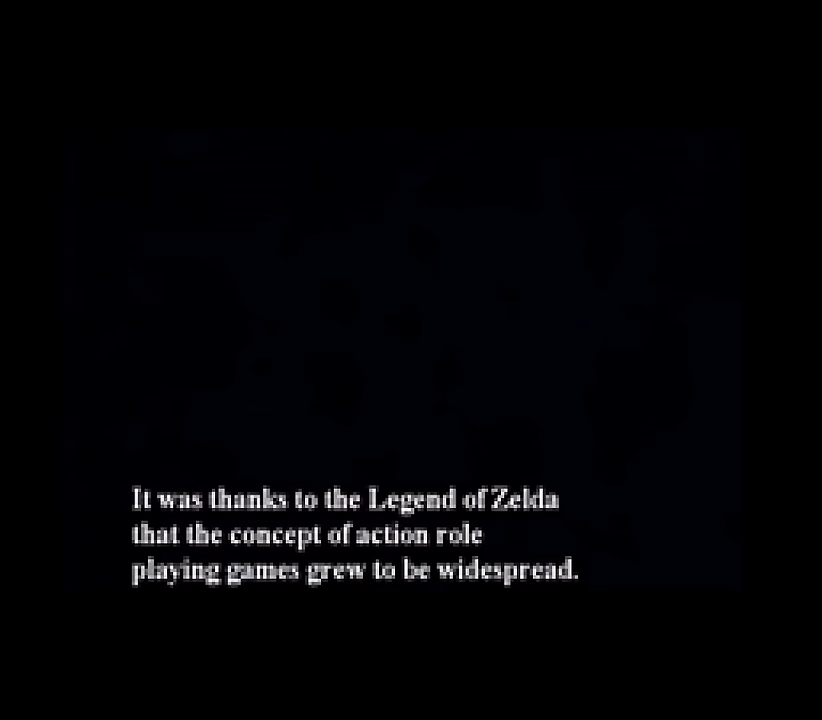 It was thanks to the Legend of Zelda
that the concept of action role
playing games grew to be widespread.